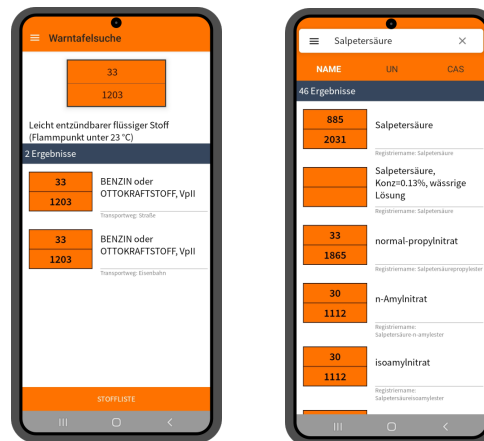 Warntafelsuche
33
1203
Leicht entzündbarer flüssiger Stoff
(Flammpunkt unter 23 °C)
2 Ergebnisse
33
1203
BENZIN oder
OTTOKRAFTSTOFF, VpII
Transportweg: Straße
33
1203
BENZIN oder
OTTOKRAFTSTOFF, VpII
Transportweg: Eisenbahn
STOFFLISTE
Salpetersäure
NAME UN CAS
46 Ergebnisse
885
2031
Salpetersäure
Registriername: Salpetersäure
Salpetersäure,
Konz=0.13%, wässrige
Lösung
Registriername: Salpetersäure
33
1865
normal-propylnitrat
Registriername: Salpetersäurepropylester
30
1112
n-Amylnitrat
Registriername:
Salpetersäure-n-amylester
30
1112
isoamylnitrat
Registriername:
Salpetersäureisoamylester